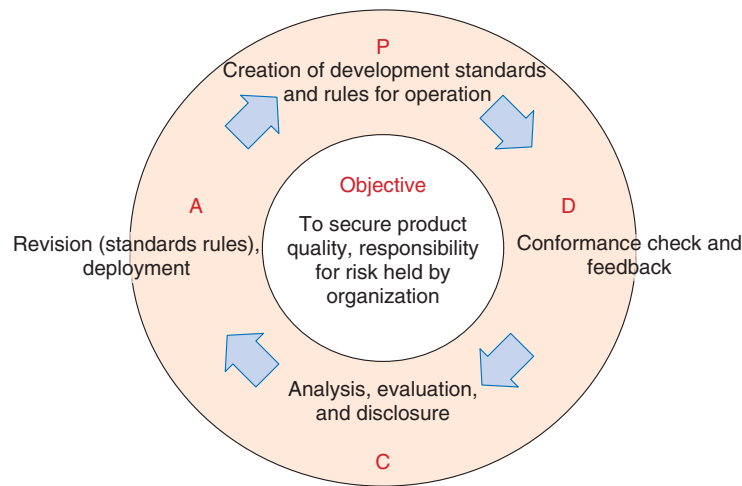 P
Creation of development standards
and rules for operation
Objective
To secure product
quality, responsibility
for risk held by
organization
A
Revision (standards rules),
deployment
D
Conformance check and
feedback
Analysis, evaluation,
and disclosure
C